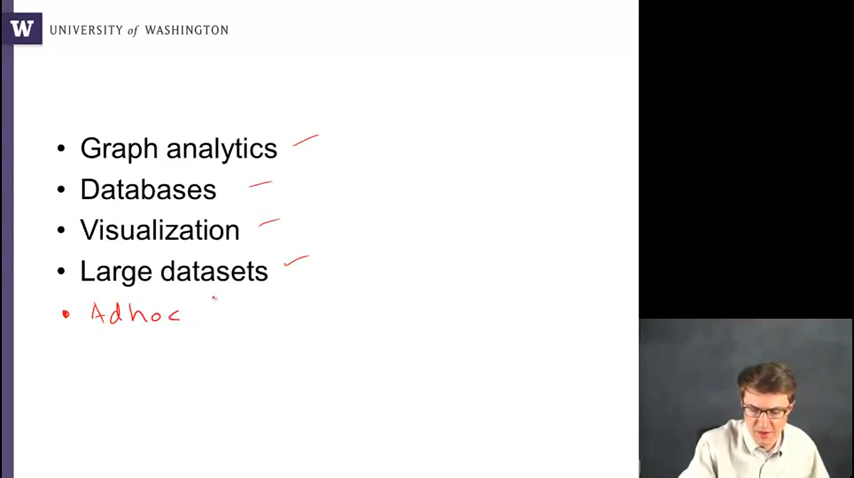 W UNIVERSITY of WASHINGTON
• Graph analytics
• Databases
• Visualization
• Large datasets
• Adhoc